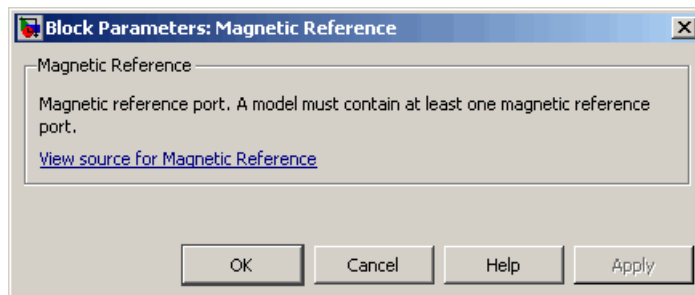 Block Parameters: Magnetic Reference
Magnetic Reference
Magnetic reference port. A model must contain at least one magnetic reference
port.
View source for Magnetic Reference
OK Cancel Help Apply